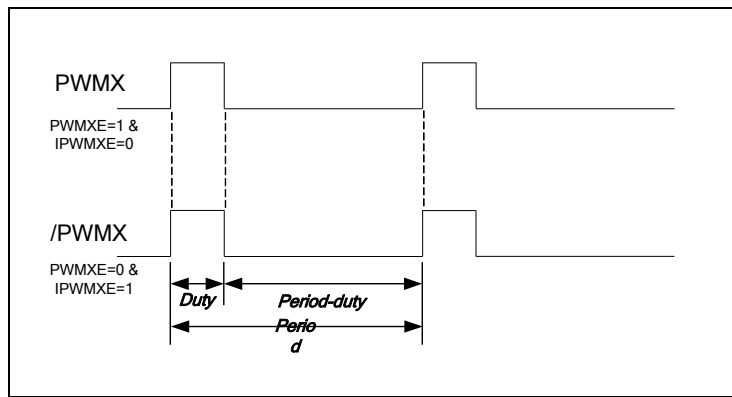 PWMX
PWMXE=1 &
IPWMXE=0
/PWMX
PWMXE=0 &
IPWMXE=1
Duty
Period-duty
Perio
d